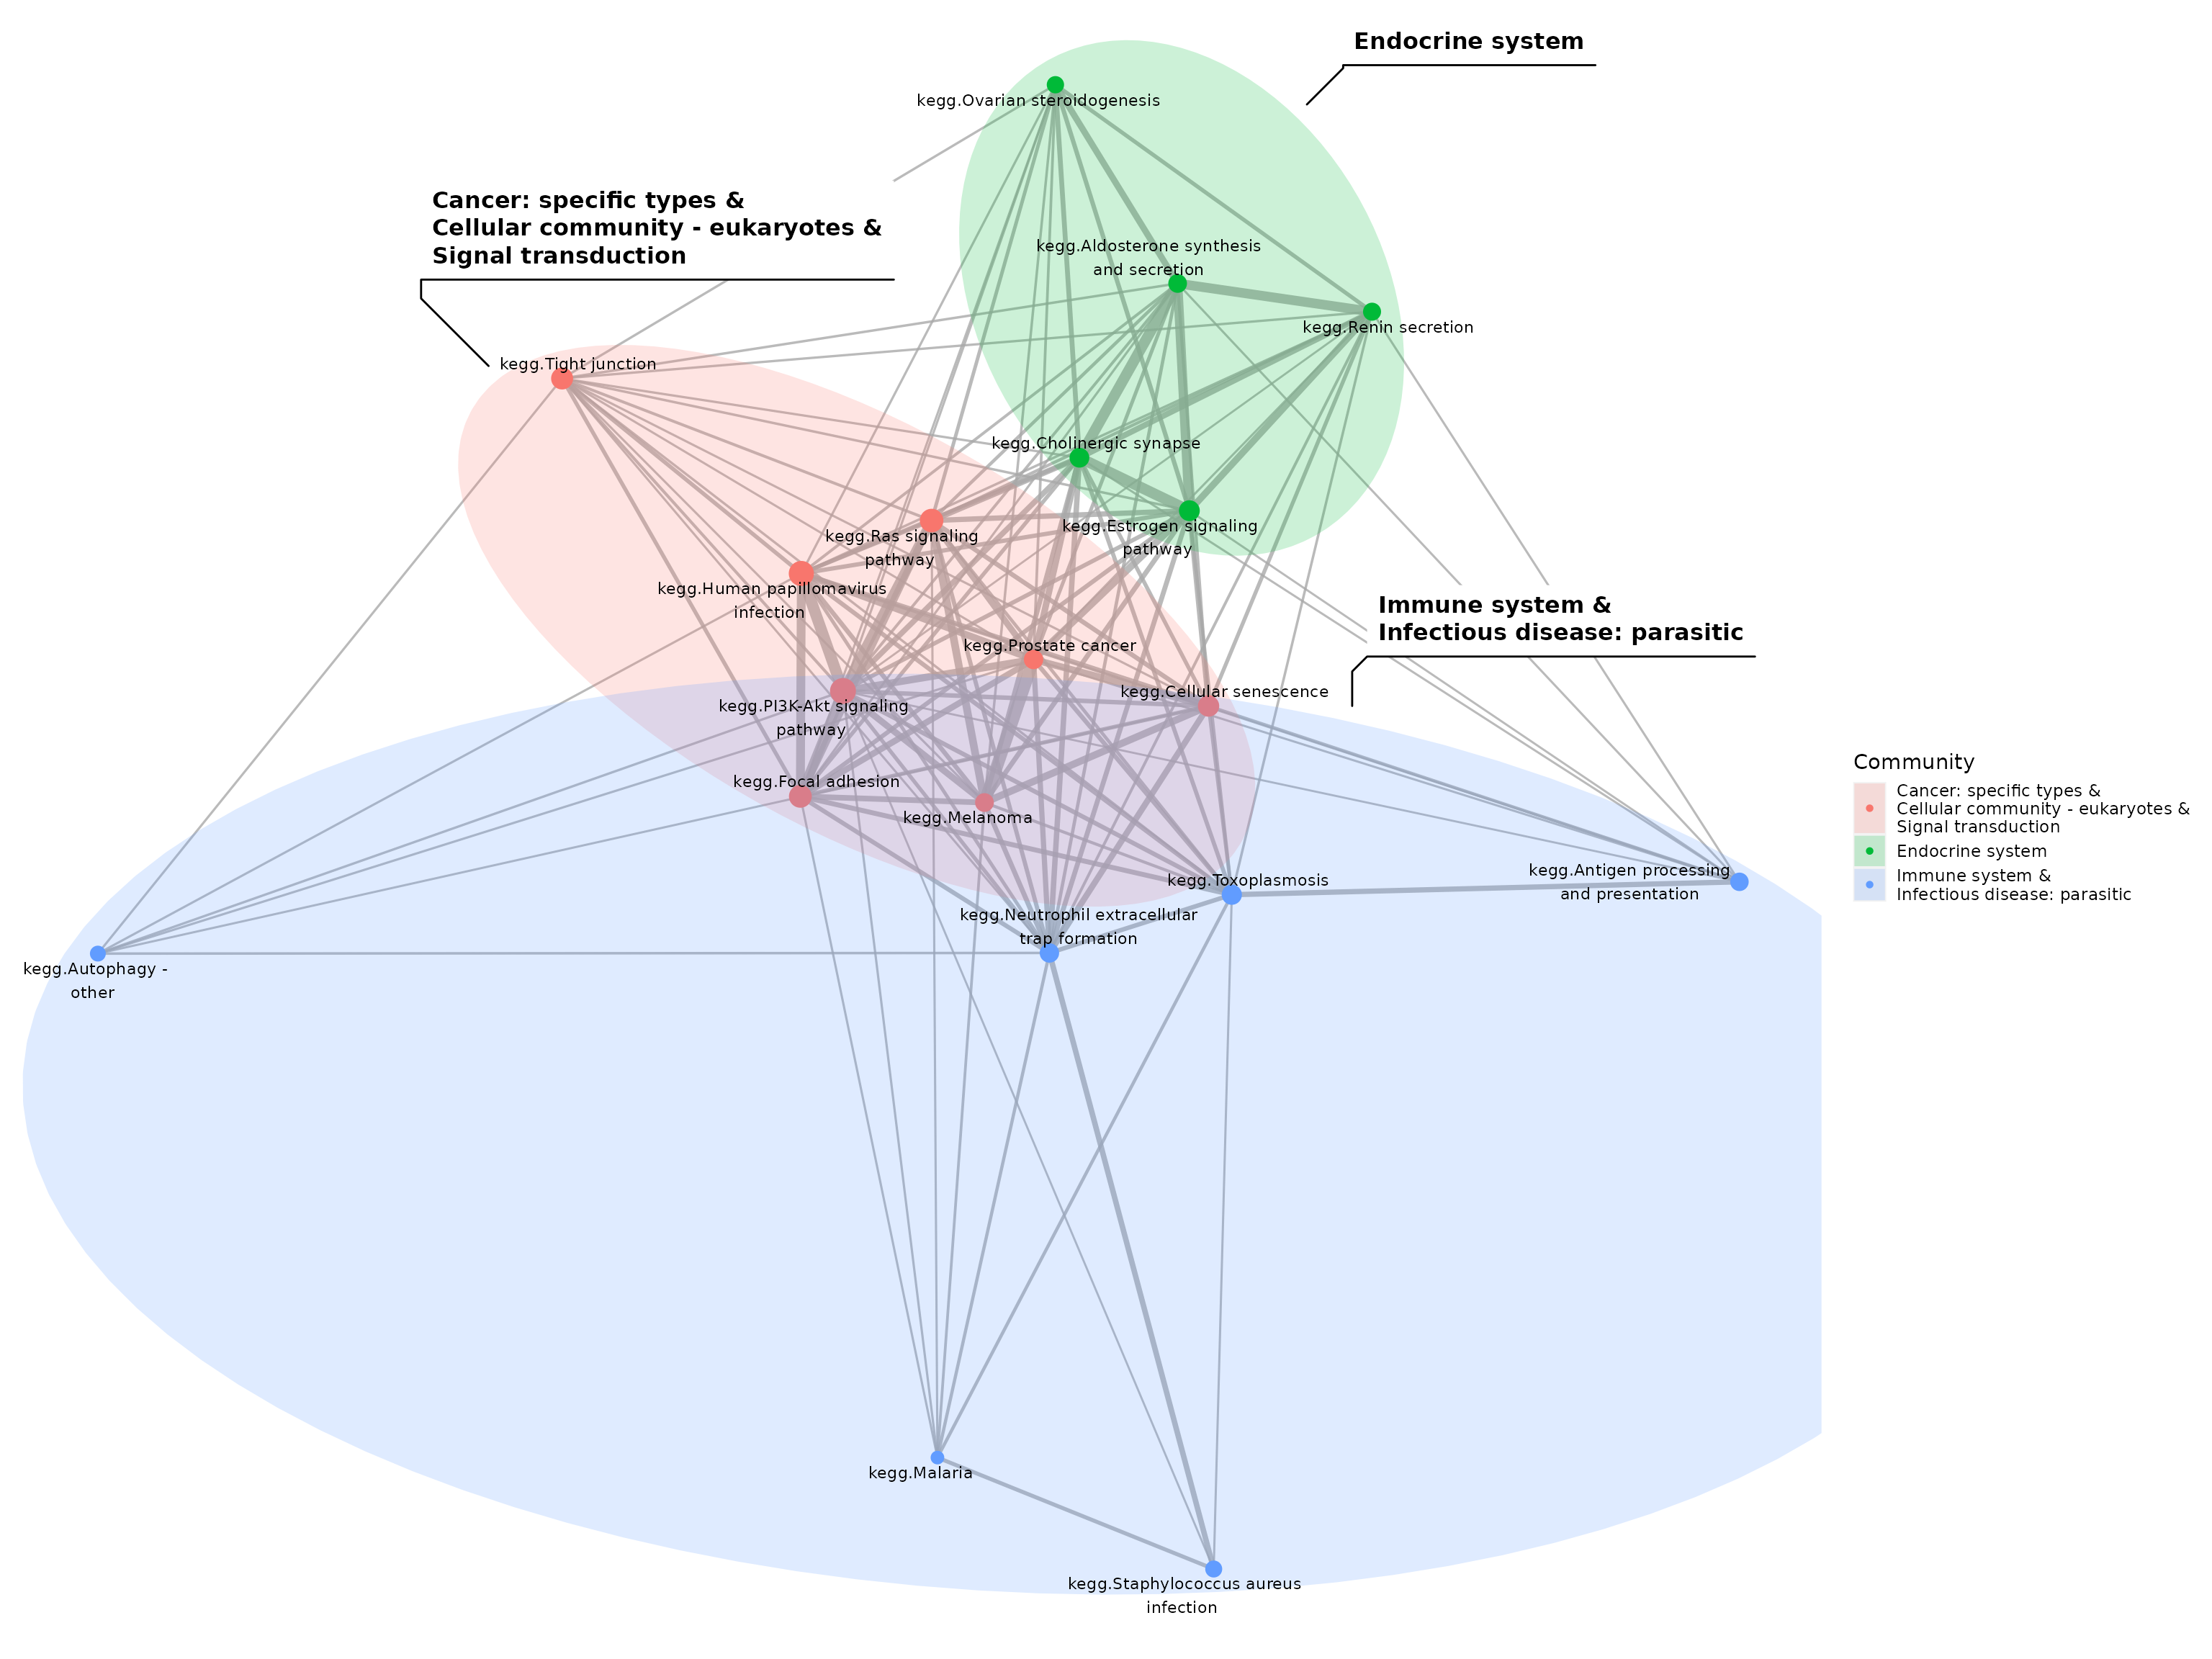 Endocrine system
kegg.Ovarian steroidogenesis
Cancer: specific types &
Cellular community - eukaryotes &
Signal transduction
kegg.Aldosterone synthesis
and secretion
kegg.Renin secretion
kegg.Tight junction
kegg.Cholinergic synapse
kegg.Ras signaling
pathway
kegg.Estrogen signaling
pathway
kegg.Human papillomavirus
infection
Immune system &
Infectious disease: parasitic
kegg.Prostate cancer
kegg.Cellular senescence
kegg.PI3K-Akt signaling
pathway
kegg.Focal adhesion
kegg.Melanoma
kegg.Toxoplasmosis
kegg.Antigen processing
and presentation
kegg.Neutrophil extracellular
trap formation
kegg.Autophagy -
other
kegg.Malaria
kegg.Staphylococcus aureus
infection
Community
Cancer: specific types &
Cellular community - eukaryotes &
Signal transduction
Endocrine system
Immune system &
Infectious disease: parasitic